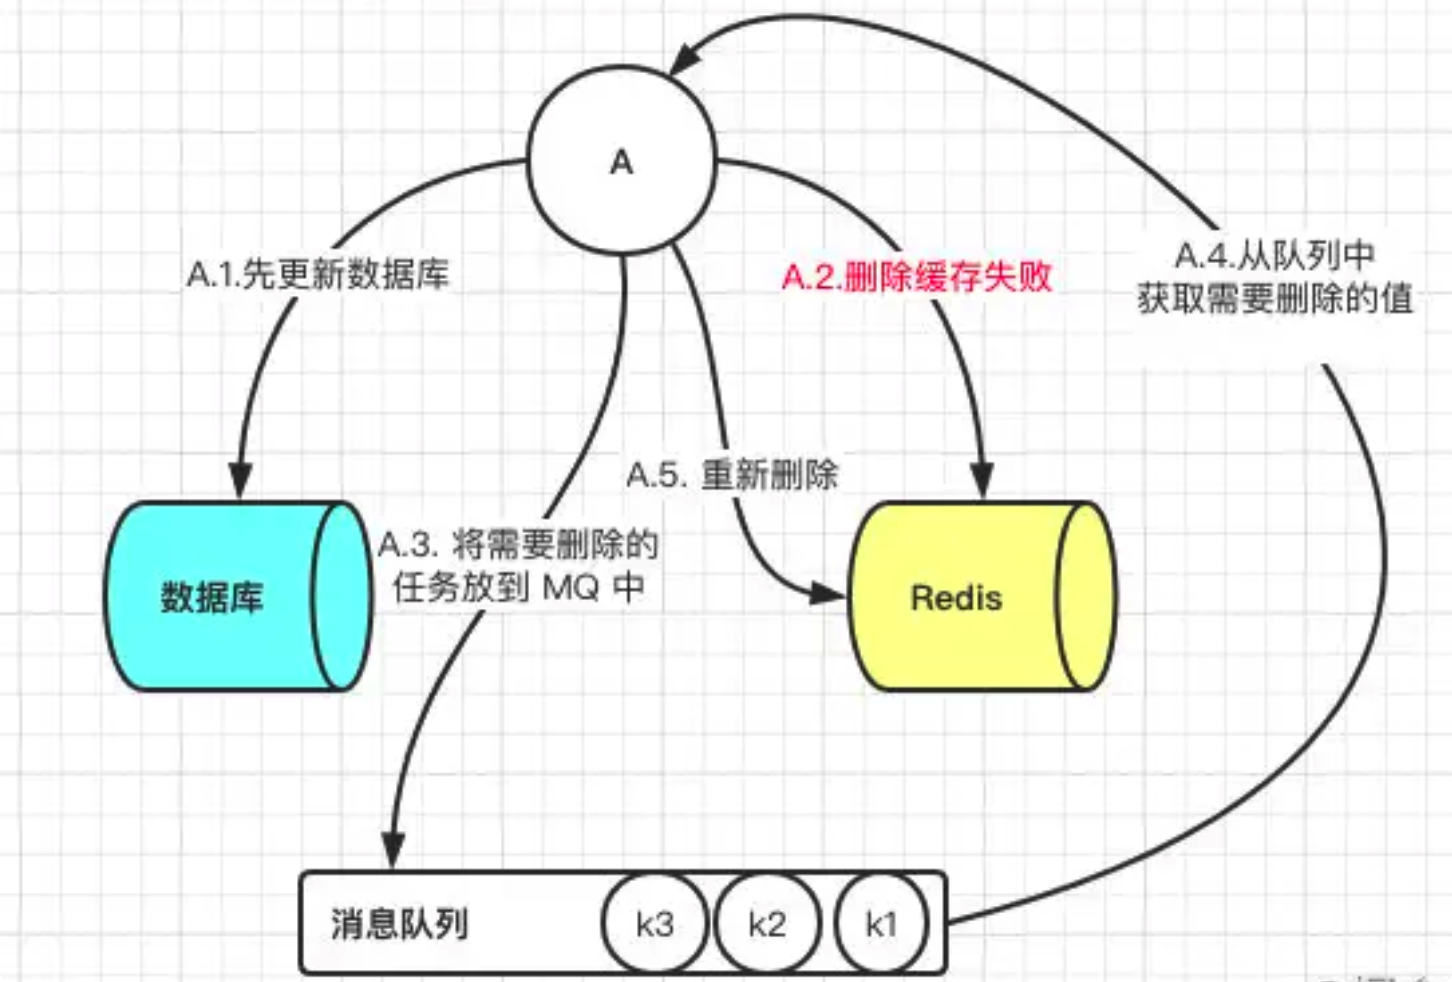 A
A.1.先更新数据库
A.2.删除缓存失败
A.4.从队列中
获取需要删除的值
A.5. 重新删除
A.3. 将需要删除的
任务放到 MQ 中
数据库
Redis
消息队列
k3
k2
k1